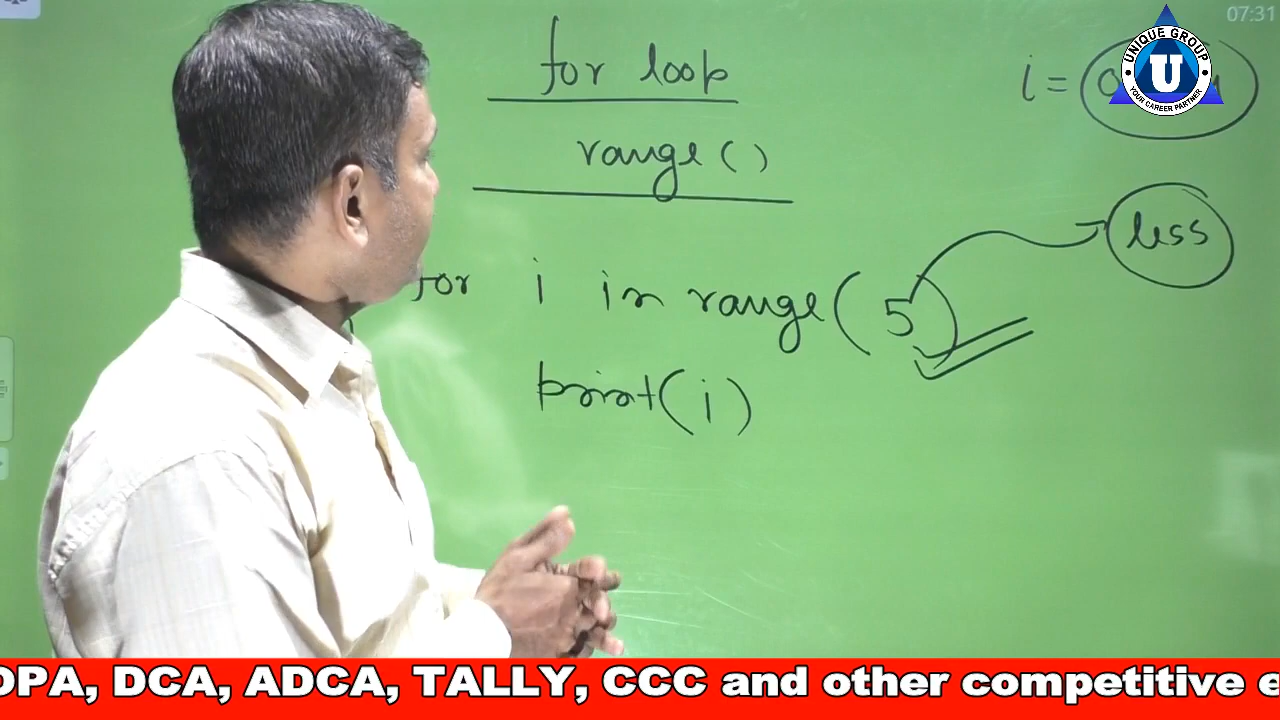 07:31
for loop
UNIQUE GROUP
U
YOUR CAREER PARTNER
i =
range ()
less
for i in range ( 5 )
print ( i )
DPA, DCA, ADCA, TALLY, CCC and other competitive e